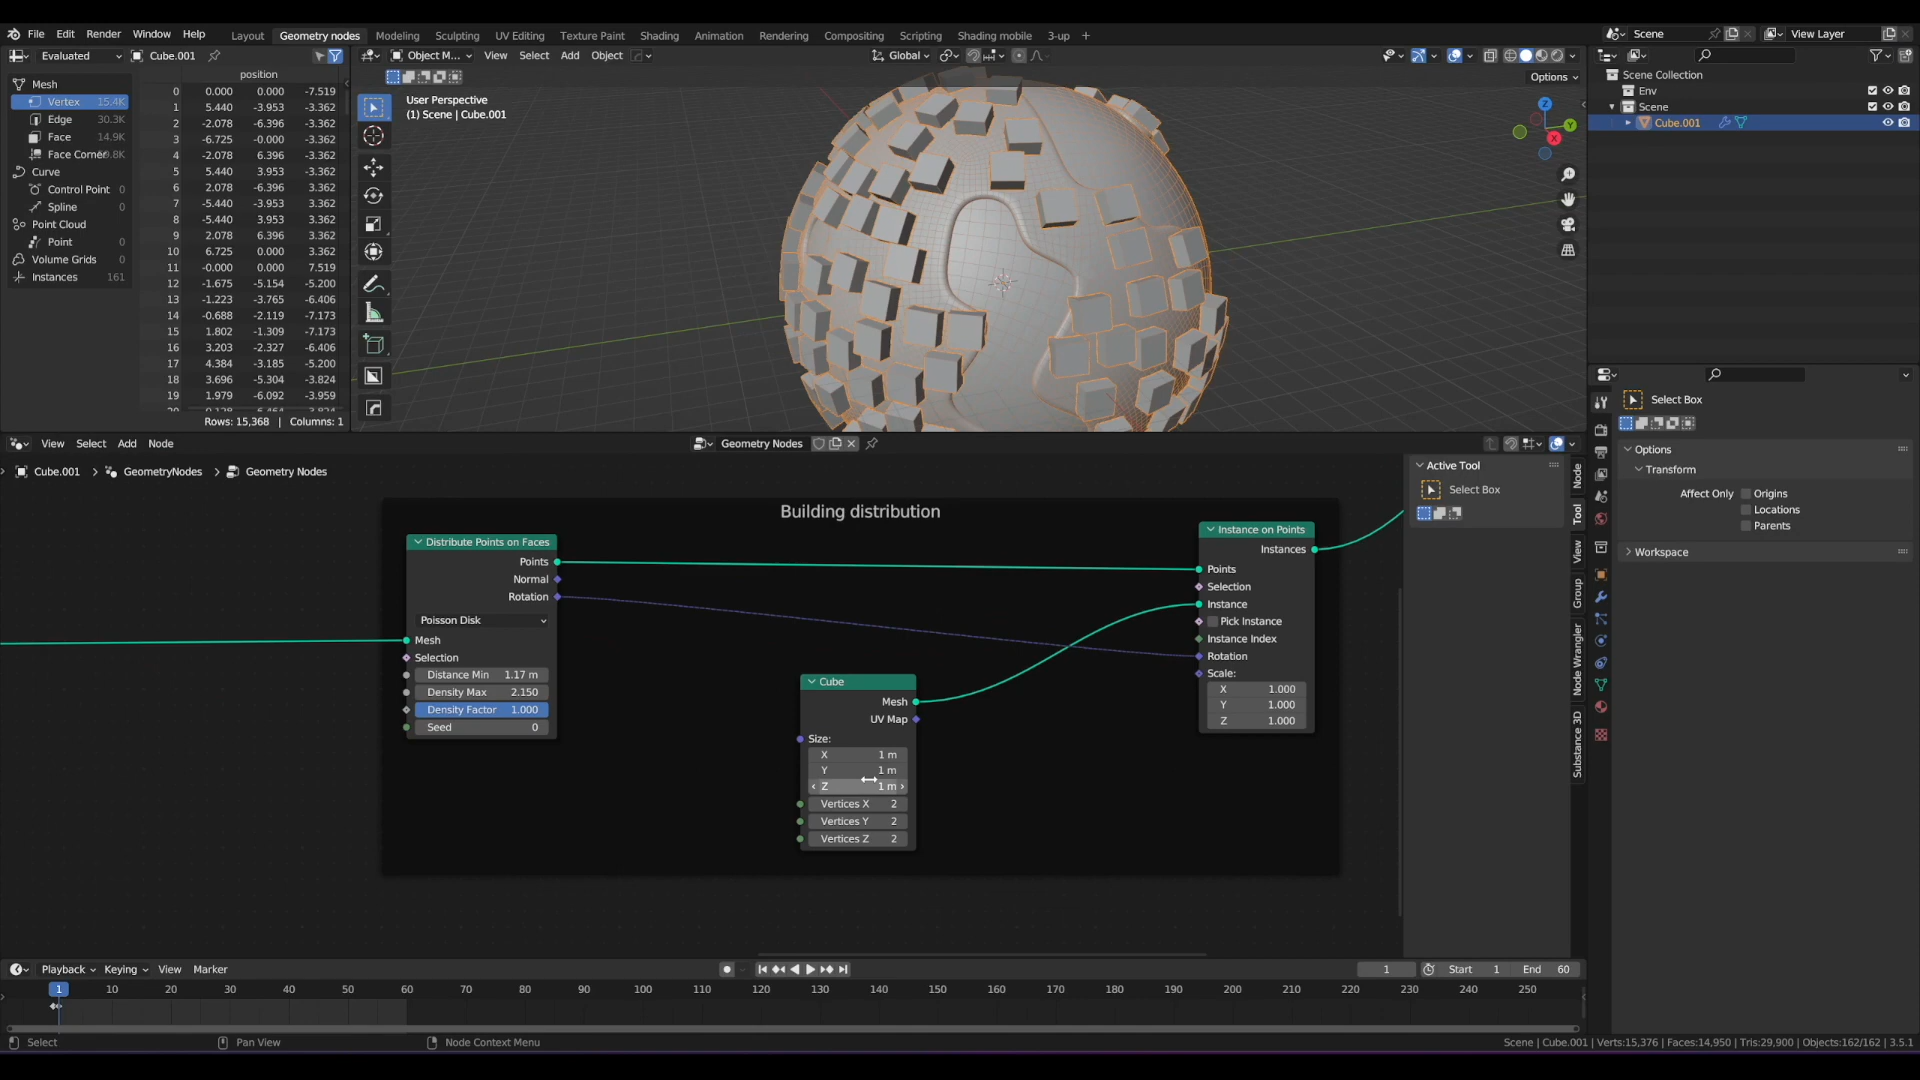 File Edit Render Window Help Layout Geometry nodes Modeling Sculpting UV Editing Texture Paint Shading Animation Rendering Compositing Scripting Shading mobile 3-up + Scene View Layer
Evaluated Cube.001 Object M... View Select Add Object Global
position
Options
Mesh
Vertex 15.4K
Edge 30.3K
Face 14.9K
Face Corner
Curve
Control Point 0
Spline 0
Point Cloud
Point 0
Volume Grids
Instances 161
0 0.000 0.000 -7.519
1 5.440 -3.953 -3.362
2 -2.078 -6.396 -3.362
3 -6.725 -0.000 -3.362
4 -2.078 6.396 -3.362
5 5.440 3.953 -3.362
6 2.078 -6.396 3.362
7 -5.440 -3.953 3.362
8 -5.440 3.953 3.362
9 2.078 6.396 3.362
10 6.725 0.000 3.362
11 -0.000 0.000 7.519
12 -1.675 -5.154 -5.200
13 -1.223 -3.765 -6.406
14 -0.688 -2.119 -7.173
15 1.802 -1.309 -7.173
16 3.203 -2.327 -6.406
17 4.384 -3.185 -5.200
18 3.696 -5.304 -3.824
19 1.979 -6.092 -3.959
Rows: 15,368 | Columns: 1
User Perspective
(1) Scene | Cube.001
Z
Y
X
Scene Collection
Env
Scene
Cube.001
Select Box
Options
Transform
Affect Only Origins
Locations
Parents
Workspace
View Select Add Node Geometry Nodes
Cube.001 > GeometryNodes > Geometry Nodes
Active Tool
Select Box
Node
Tool
View
Group
Node Wrangler
Substance 3D
Building distribution
Distribute Points on Faces
Points
Normal
Rotation
Poisson Disk
Mesh
Selection
Distance Min 1.17 m
Density Max 2.150
Density Factor 1.000
Seed 0
Cube
Mesh
UV Map
Size:
X 1 m
Y 1 m
Z 1 m
Vertices X 2
Vertices Y 2
Vertices Z 2
Instance on Points
Instances
Points
Selection
Instance
Pick Instance
Instance Index
Rotation
Scale:
X 1.000
Y 1.000
Z 1.000
Playback Keying View Marker 1 Start 1 End 60
1 10 20 30 40 50 60 70 80 90 100 110 120 130 140 150 160 170 180 190 200 210 220 230 240 250
Select Pan View Node Context Menu Scene | Cube.001 | Verts:15,376 | Faces:14,950 | Tris:29,900 | Objects:162/162 | 3.5.1